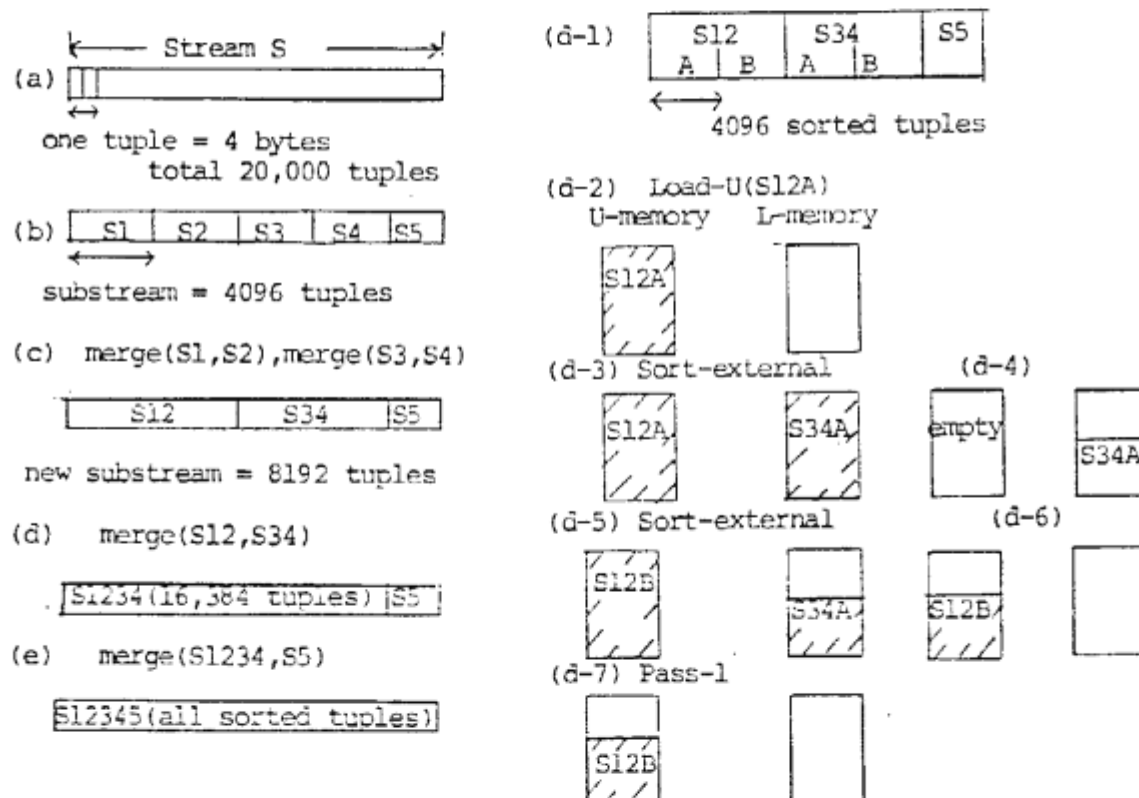 Stream S
(a)
one tuple = 4 bytes
total 20,000 tuples
(b) S1 S2 S3 S4 S5
substream = 4096 tuples
(c) merge(S1,S2),merge(S3,S4)
S12 S34 S5
new substream = 8192 tuples
(d) merge(S12,S34)
S1234(16,384 tuples) S5
(e) merge(S1234,S5)
S12345(all sorted tuples)
(d-1) S12 S34 S5
A B A B
4096 sorted tuples
(d-2) Load-U(S12A)
U-memory L-memory
S12A
(d-3) Sort-external (d-4)
S12A S34A empty S34A
(d-5) Sort-external (d-6)
S12B S34A S12B
(d-7) Pass-1
S12B